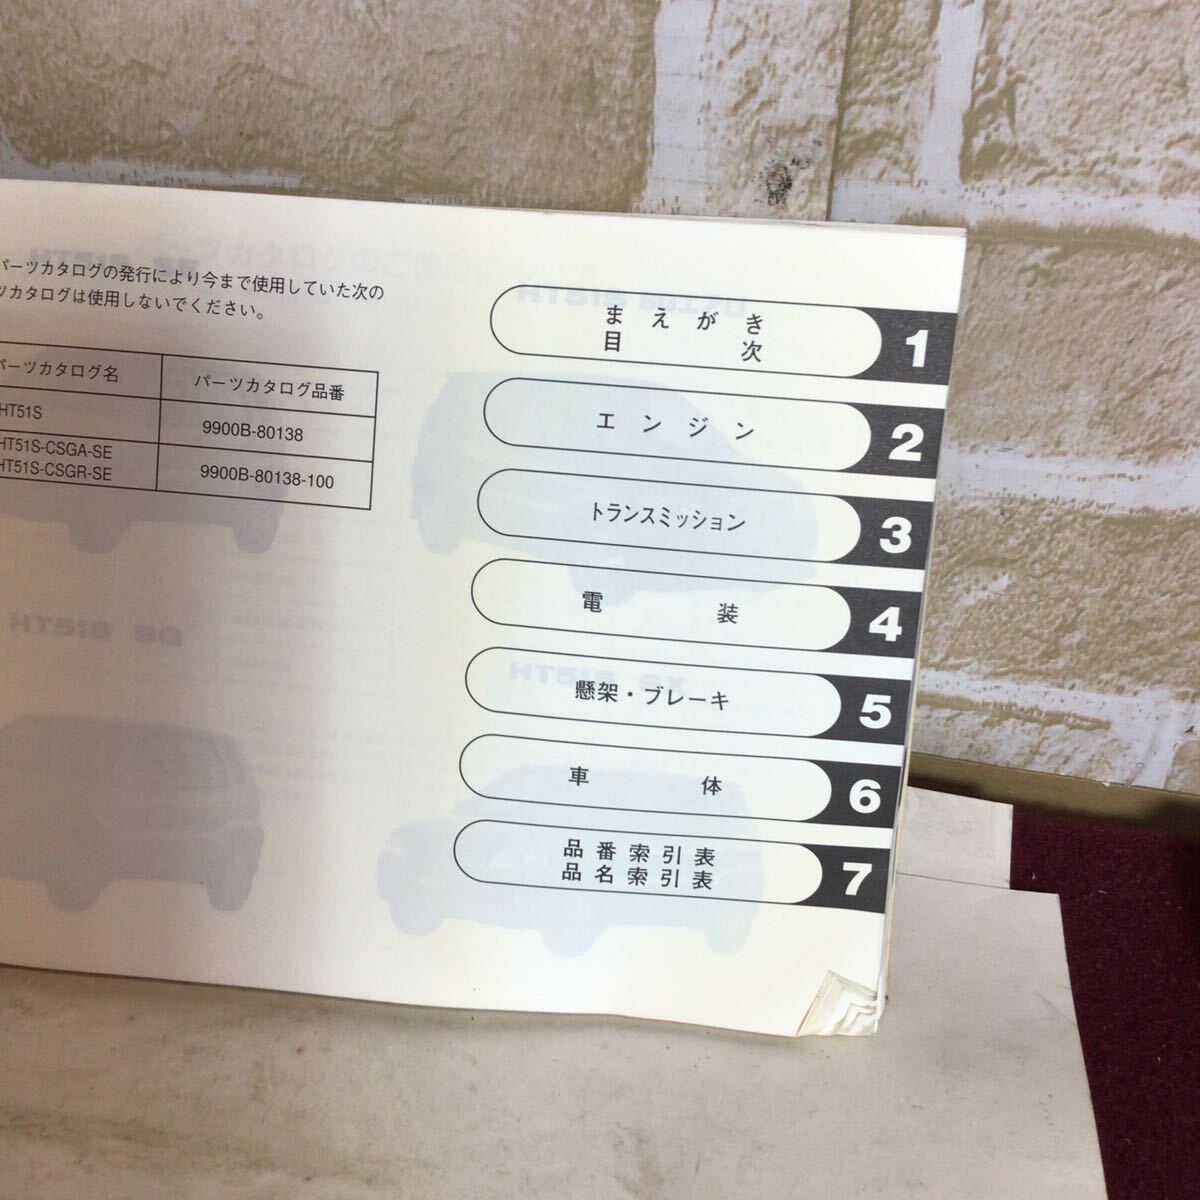 パーツカタログの発行により今まで使用していた次の
ツカタログは使用しないでください。
パーツカタログ名 パーツカタログ品番
HT51S 9900B-80138
HT51S-CSGA-SE
HT51S-CSGR-SE
9900B-80138-100
まえがき
目次
1
エンジン 2
トランスミッション 3
電装 4
懸架・ブレーキ 5
車体 6
品番索引表
品名索引表
7
HT51S SQ
HT51S SX